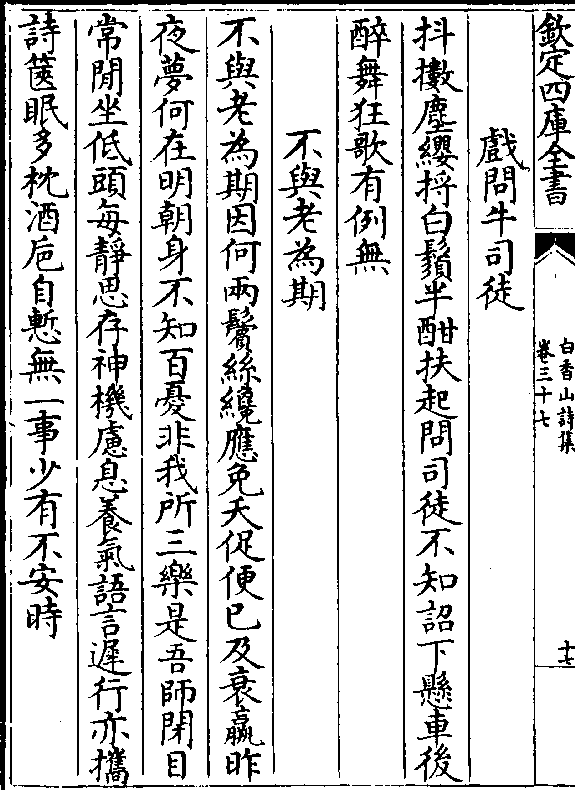 欽定四庫全書
白香山詩集
卷三十七
十七
戲問牛司徒
抖擻塵纓捋白鬚半酣扶起問司徒不知詔下懸車後
醉舞狂歌有例無
不與老為期
不與老為期因何兩鬢絲纔應免夭促便已及衰羸昨
夜夢何在明朝身不知百憂非我所三樂是吾師閉目
常閒坐低頭每靜思存神機慮息養氣語言遲行亦攜
詩篋眠多枕酒巵自慙無一事少有不安時